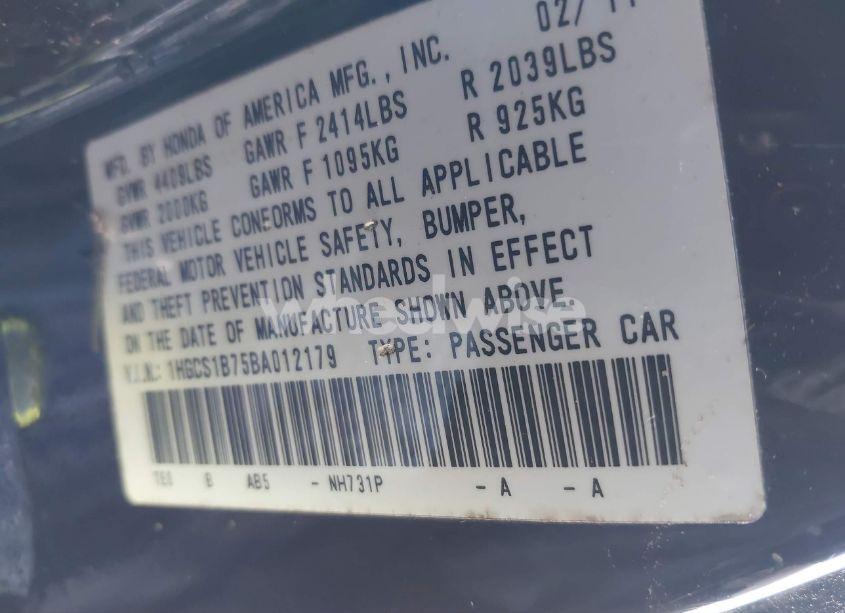 MFD. BY HONDA OF AMERICA MFG., INC. 02/11
GVWR 4409LBS GAWR F 2414LBS R 2039LBS
GVWR 2000KG GAWR F 1095KG R 925KG
THIS VEHICLE CONFORMS TO ALL APPLICABLE
FEDERAL MOTOR VEHICLE SAFETY, BUMPER,
AND THEFT PREVENTION STANDARDS IN EFFECT
ON THE DATE OF MANUFACTURE SHOWN ABOVE.
V.I.N.: 1HGCS1B75BA012179 TYPE: PASSENGER CAR
TE0 B AB5 - NH731P - A - A
wheelwise